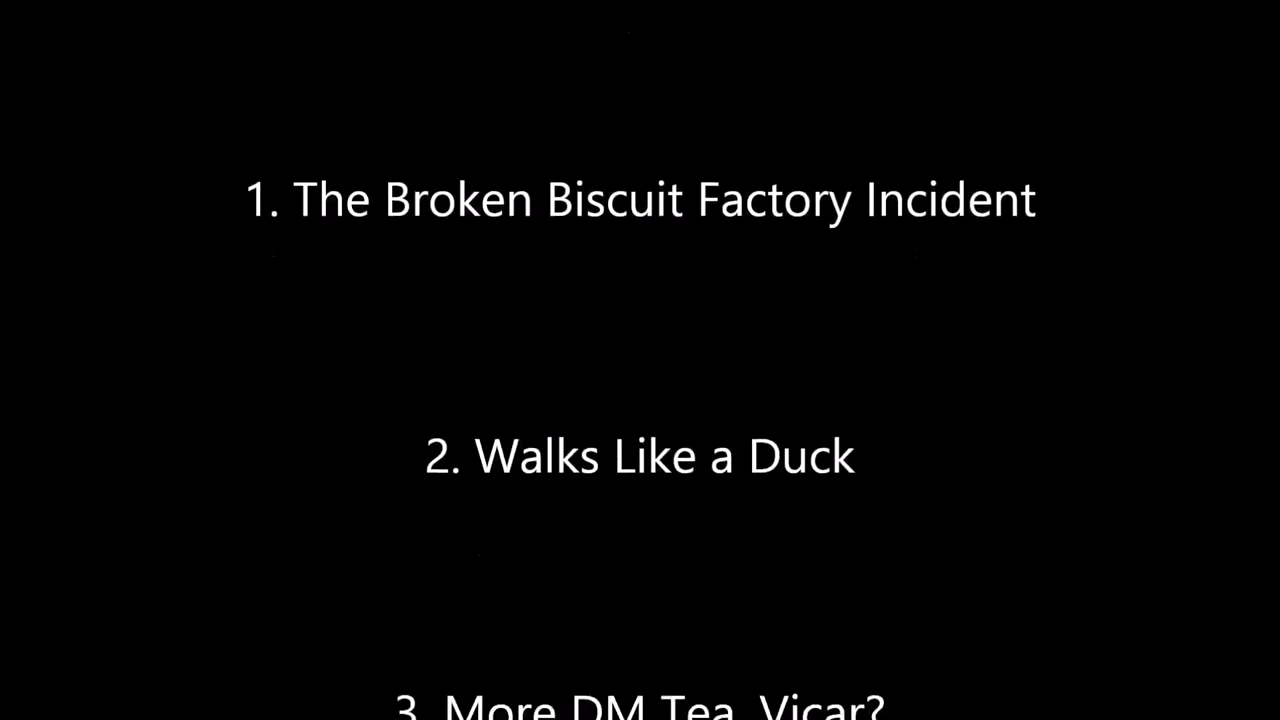 1. The Broken Biscuit Factory Incident
2. Walks Like a Duck
3. More DM Tea, Vicar?